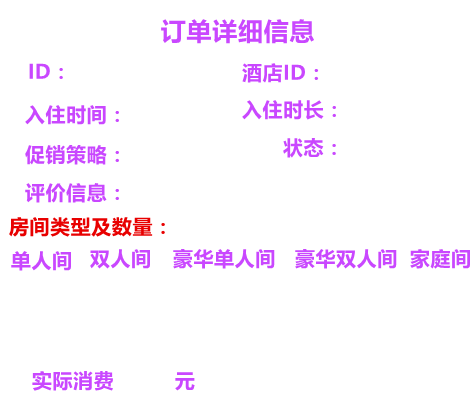 订单详细信息
ID： 酒店ID：
入住时间： 入住时长：
促销策略： 状态：
评价信息：
房间类型及数量：
单人间 双人间 豪华单人间 豪华双人间 家庭间
实际消费 元